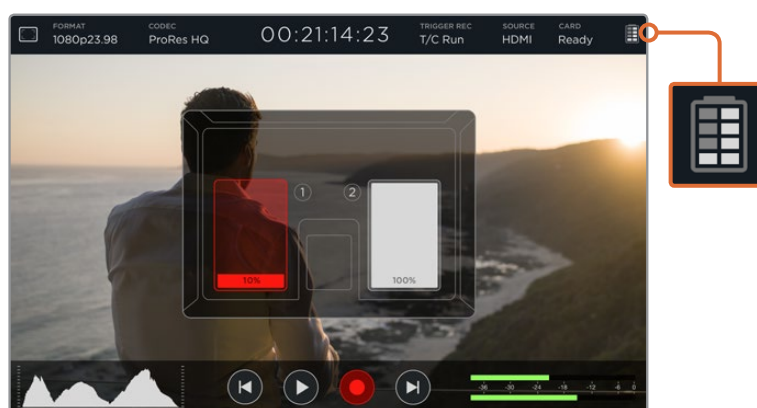 FORMAT
1080p23.98
CODEC
ProRes HQ
00:21:14:23
TRIGGER REC
T/C Run
SOURCE
HDMI
CARD
Ready
1
2
10%
100%
-36 -30 -24 -18 -12 -6 0